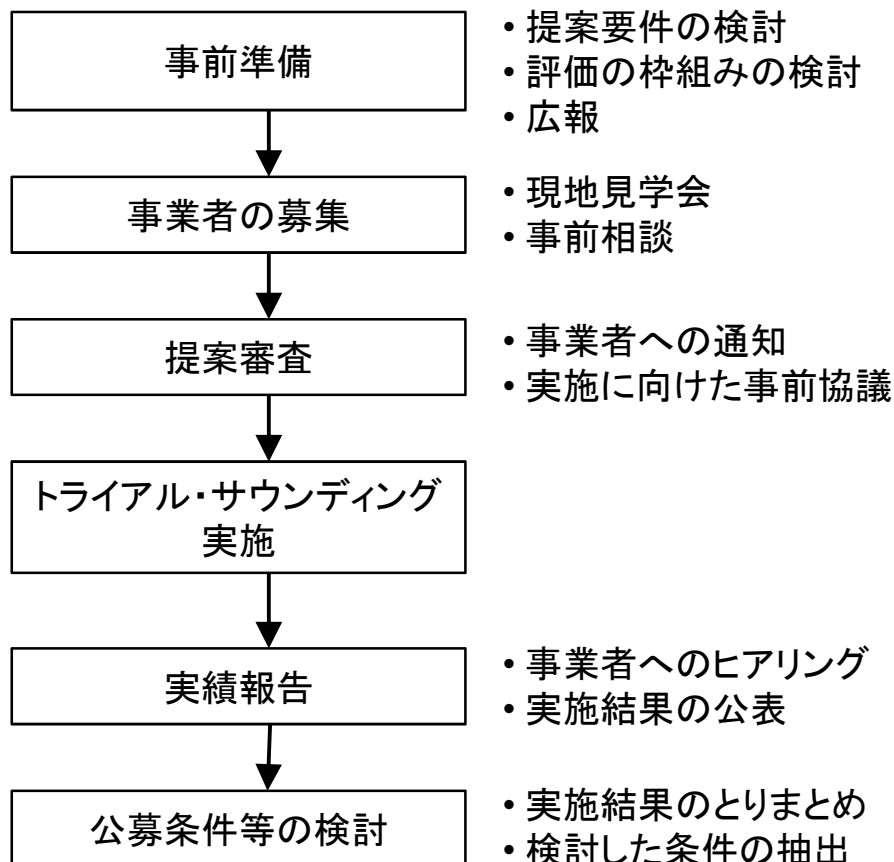 事前準備
• 提案要件の検討
• 評価の枠組みの検討
• 広報
事業者の募集
• 現地見学会
• 事前相談
提案審査
• 事業者への通知
• 実施に向けた事前協議
トライアル・サウンディング
実施
実績報告
• 事業者へのヒアリング
• 実施結果の公表
公募条件等の検討
• 実施結果のとりまとめ
• 検討した条件の抽出